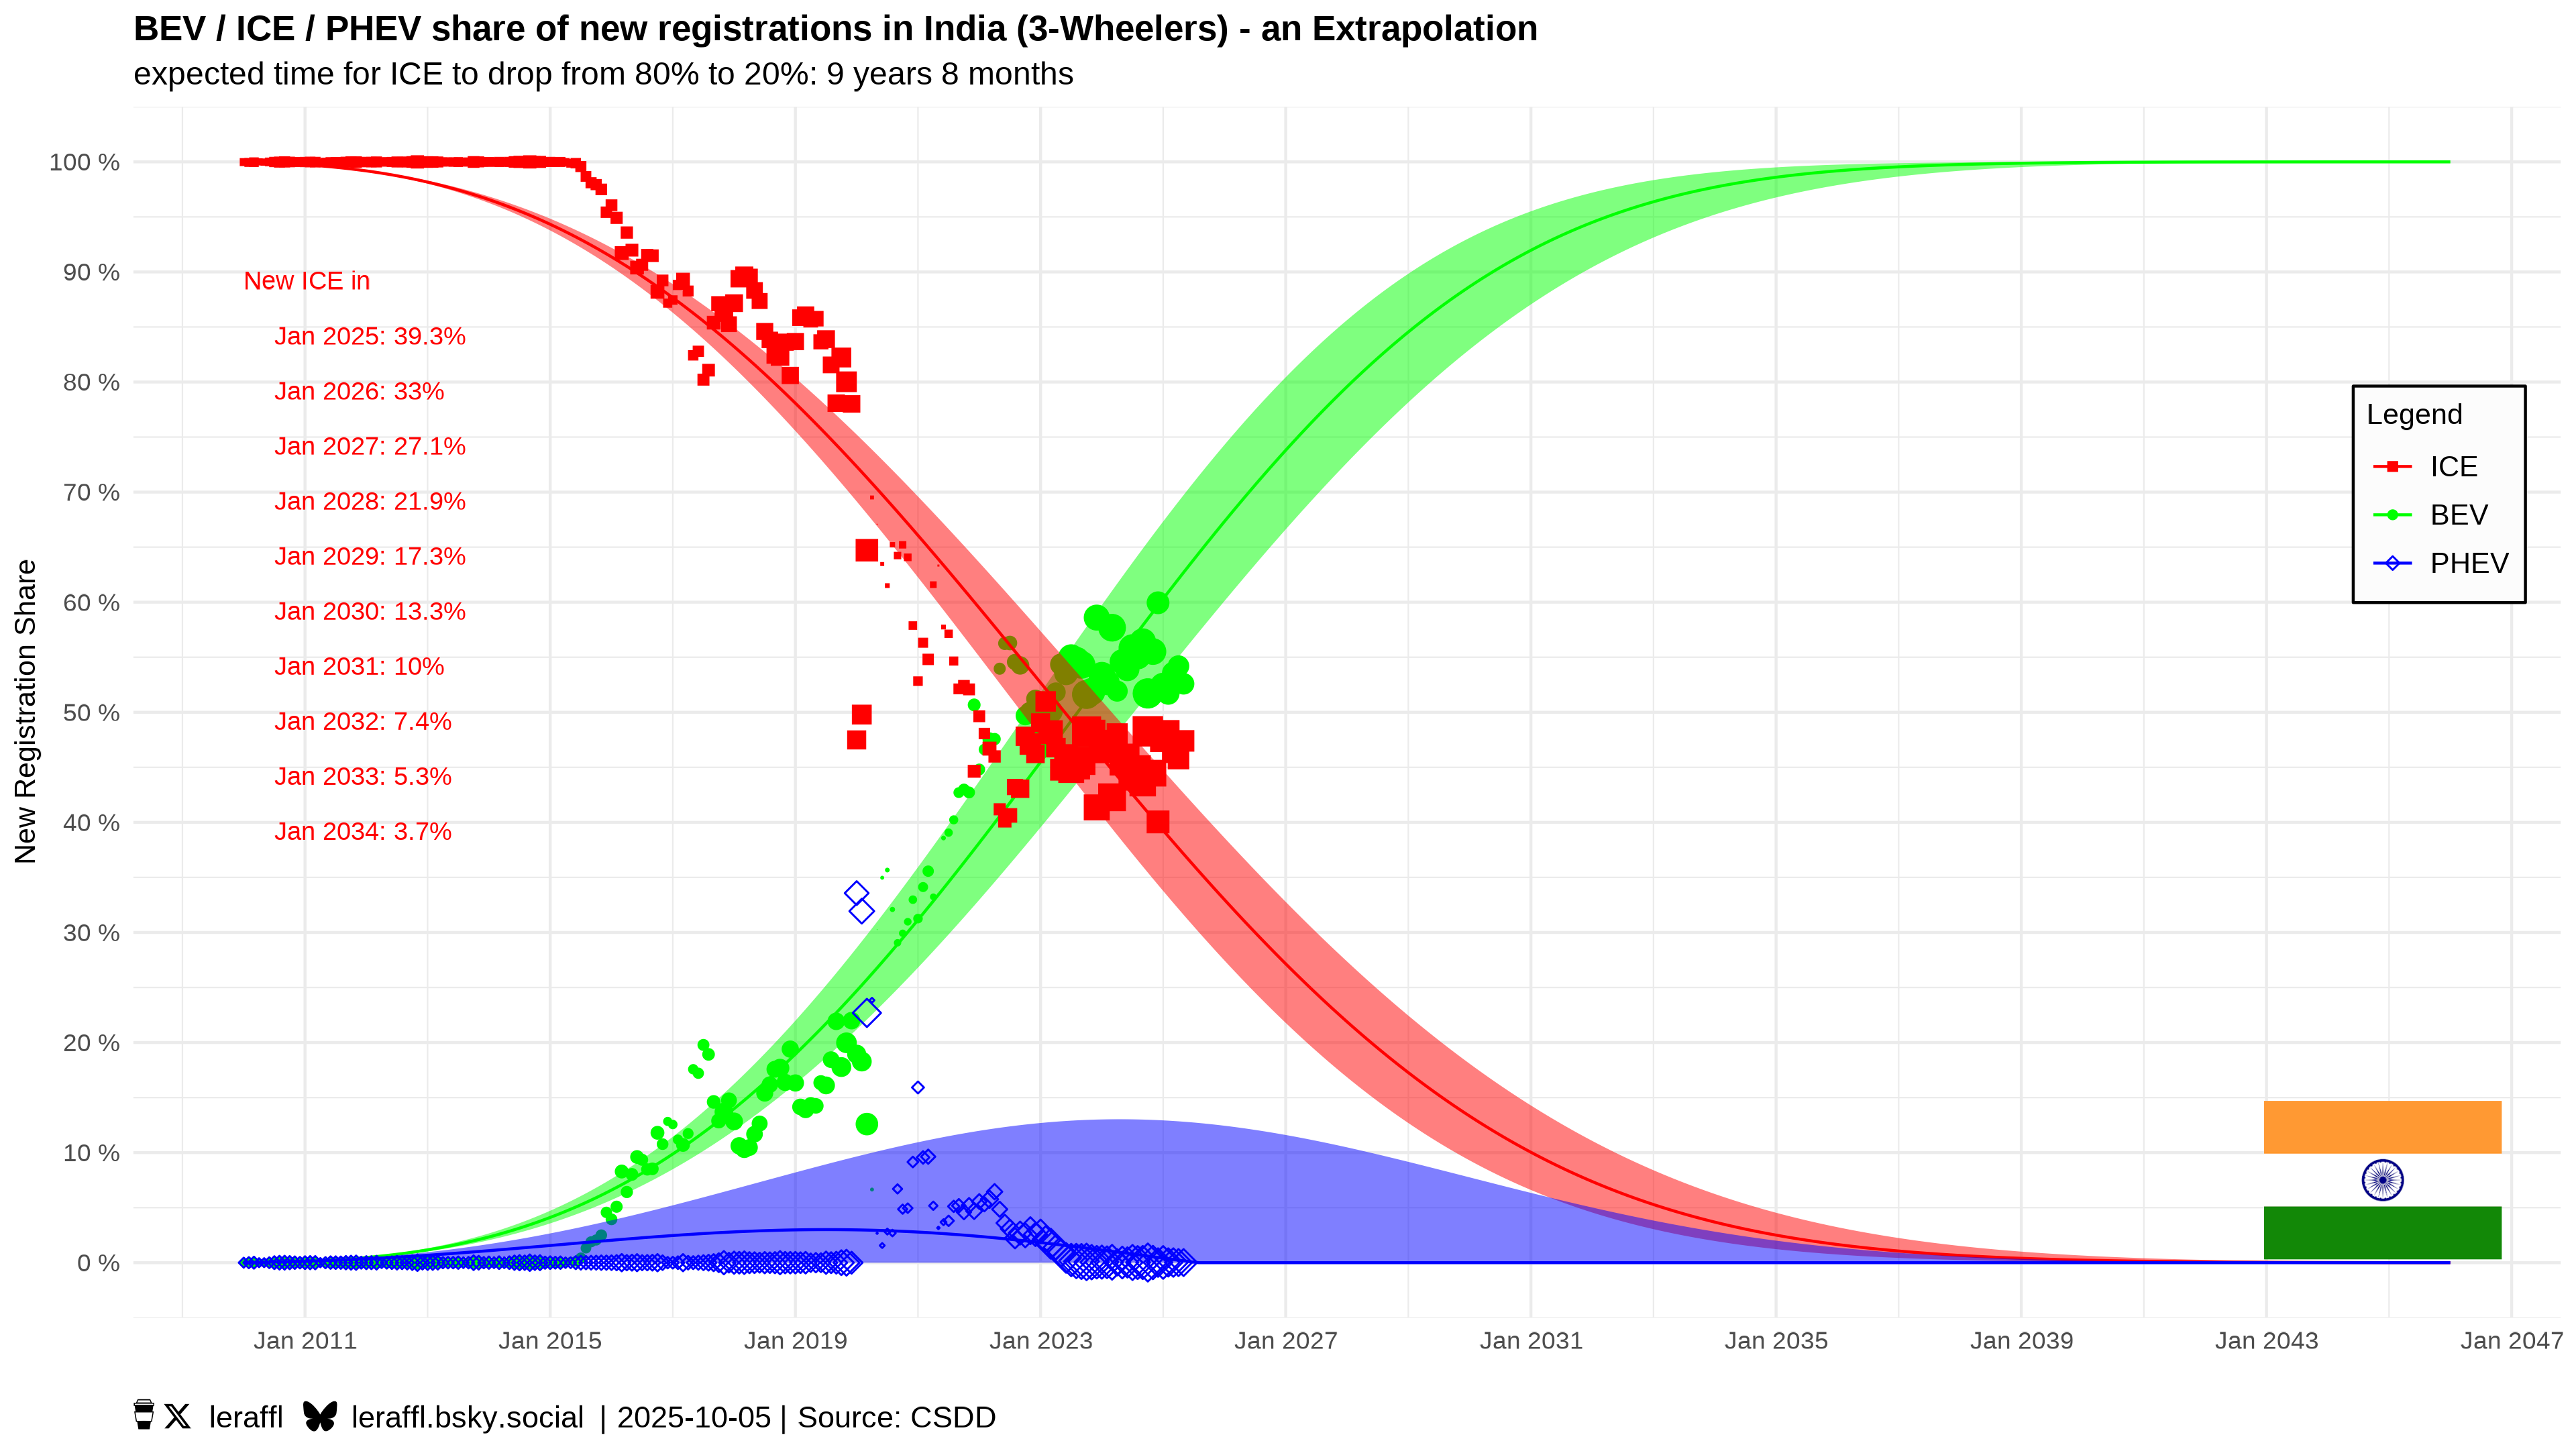 BEV / ICE / PHEV share of new registrations in India (3-Wheelers) - an Extrapolation
expected time for ICE to drop from 80% to 20%: 9 years 8 months
New Registration Share
100 %
90 %
80 %
70 %
60 %
50 %
40 %
30 %
20 %
10 %
0 %
New ICE in
Jan 2025: 39.3%
Jan 2026: 33%
Jan 2027: 27.1%
Jan 2028: 21.9%
Jan 2029: 17.3%
Jan 2030: 13.3%
Jan 2031: 10%
Jan 2032: 7.4%
Jan 2033: 5.3%
Jan 2034: 3.7%
Legend
ICE
BEV
PHEV
Jan 2011 Jan 2015 Jan 2019 Jan 2023 Jan 2027 Jan 2031 Jan 2035 Jan 2039 Jan 2043 Jan 2047
leraffl leraffl.bsky.social | 2025-10-05 | Source: CSDD